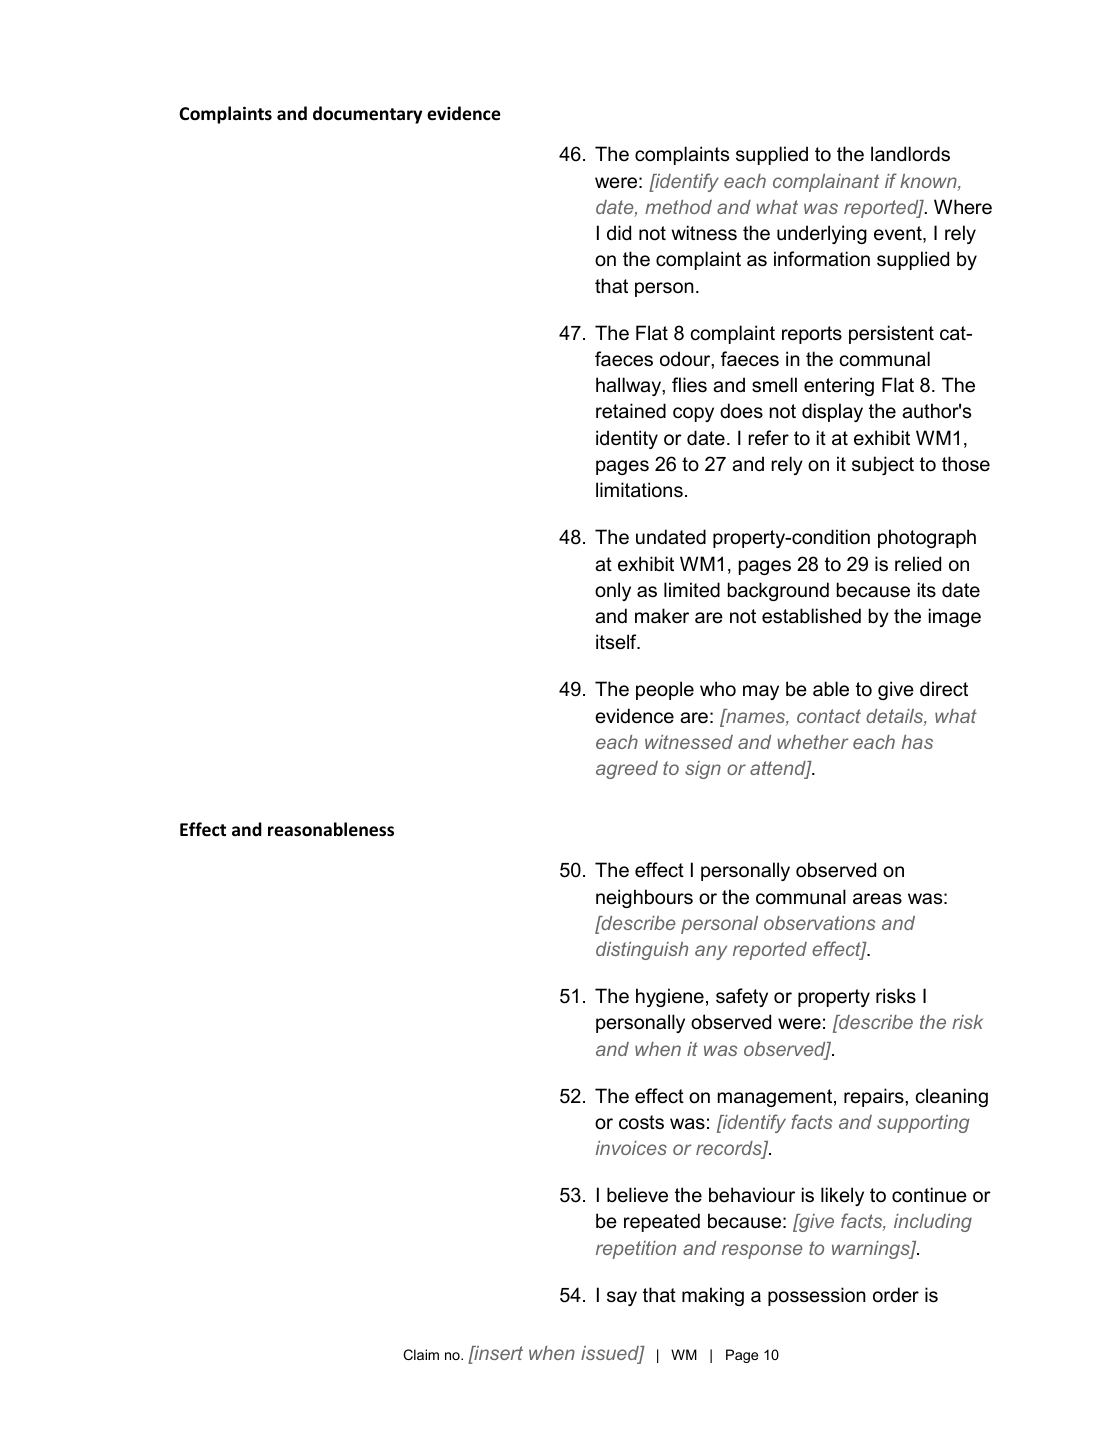 Complaints and documentary evidence
46. The complaints supplied to the landlords
were: [identify each complainant if known,
date, method and what was reported]. Where
I did not witness the underlying event, I rely
on the complaint as information supplied by
that person.
47. The Flat 8 complaint reports persistent cat-
faeces odour, faeces in the communal
hallway, flies and smell entering Flat 8. The
retained copy does not display the author's
identity or date. I refer to it at exhibit WM1,
pages 26 to 27 and rely on it subject to those
limitations.
48. The undated property-condition photograph
at exhibit WM1, pages 28 to 29 is relied on
only as limited background because its date
and maker are not established by the image
itself.
49. The people who may be able to give direct
evidence are: [names, contact details, what
each witnessed and whether each has
agreed to sign or attend].
Effect and reasonableness
50. The effect I personally observed on
neighbours or the communal areas was:
[describe personal observations and
distinguish any reported effect].
51. The hygiene, safety or property risks I
personally observed were: [describe the risk
and when it was observed].
52. The effect on management, repairs, cleaning
or costs was: [identify facts and supporting
invoices or records].
53. I believe the behaviour is likely to continue or
be repeated because: [give facts, including
repetition and response to warnings].
54. I say that making a possession order is
Claim no. [insert when issued] | WM | Page 10